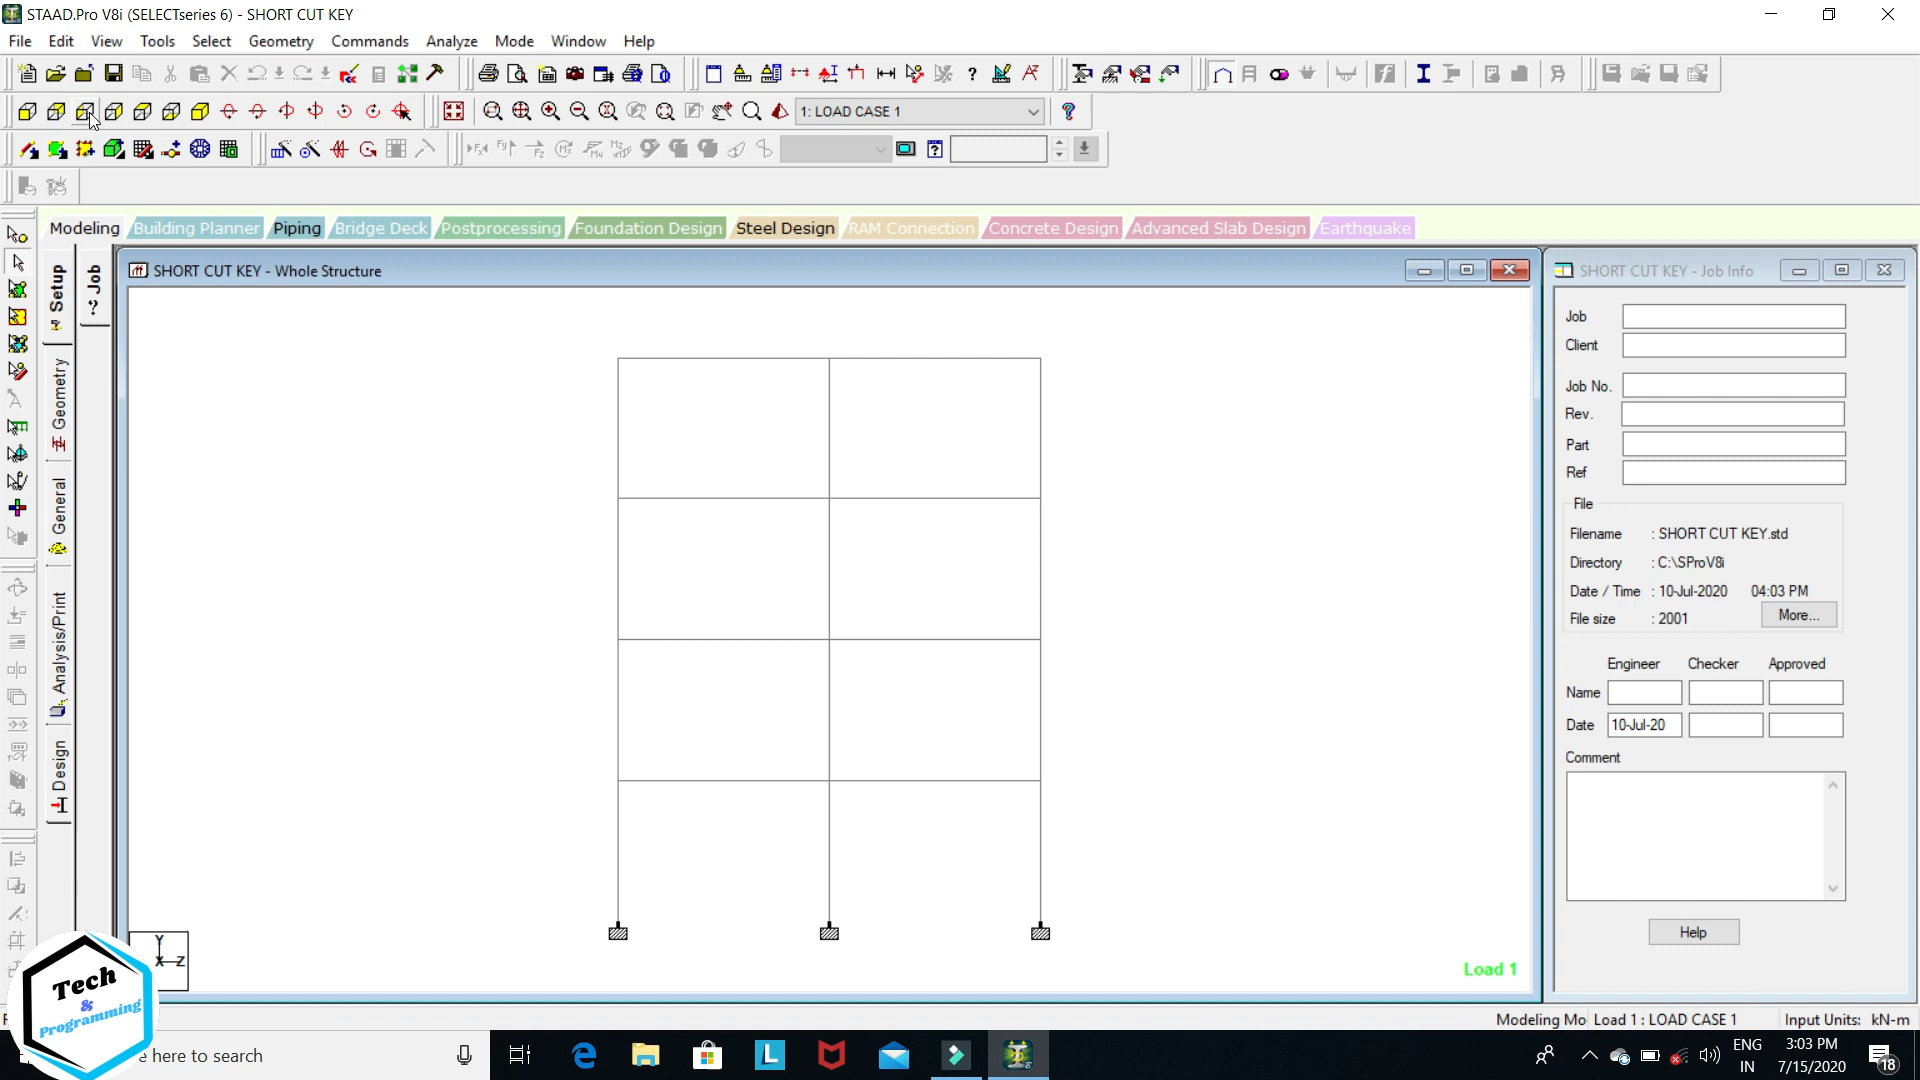 STAAD.Pro V8i (SELECTseries 6) - SHORT CUT KEY
File Edit View Tools Select Geometry Commands Analyze Mode Window Help
1: LOAD CASE 1
Modeling Building Planner Piping Bridge Deck Postprocessing Foundation Design Steel Design RAM Connection Concrete Design Advanced Slab Design Earthquake
Setup
Geometry
General
Analysis/Print
Design
Job
SHORT CUT KEY - Whole Structure
Y
X Z
Load 1
SHORT CUT KEY - Job Info
Job
Client
Job No.
Rev.
Part
Ref
File
Filename : SHORT CUT KEY.std
Directory : C:\SProV8i
Date / Time : 10-Jul-2020 04:03 PM
File size : 2001 More...
Engineer Checker Approved
Name
Date 10-Jul-20
Comment
Help
Modeling Mo Load 1 : LOAD CASE 1 Input Units: kN-m
Tech
&
Programming
e here to search
ENG
IN
3:03 PM
7/15/2020
18